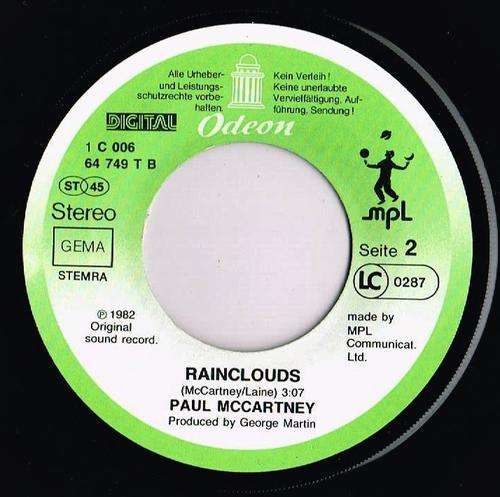 Alle Urheber-
und Leistungs-
schutzrechte vorbe-
halten.
Kein Verleih !
Keine unerlaubte
Vervielfältigung, Auf-
führung, Sendung !
DIGITAL
Odeon
1 C 006
64 749 T B
ST 45
Stereo
GEMA
STEMRA
mpL
Seite 2
LC 0287
℗ 1982
Original
sound record.
made by
MPL
Communicat.
Ltd.
RAINCLOUDS
(McCartney/Laine) 3:07
PAUL MCCARTNEY
Produced by George Martin